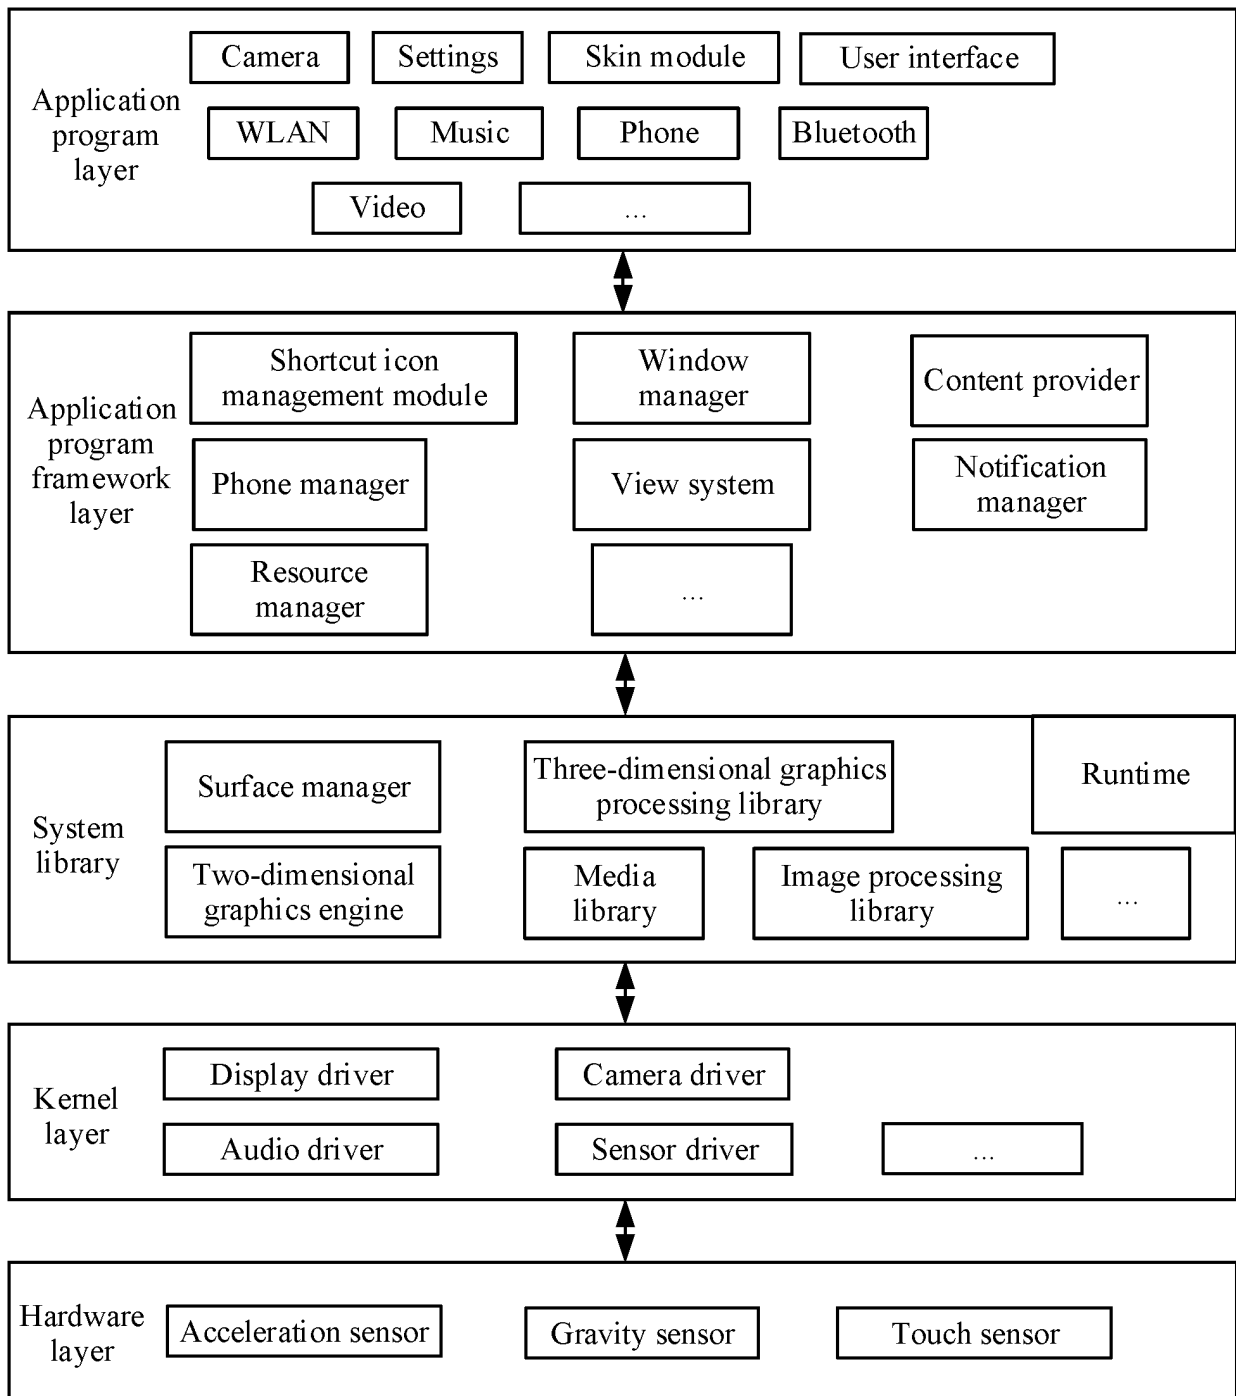 Camera
Settings
Skin module
User interface
Application
program
layer
WLAN
Music
Phone
Bluetooth
Video
...
Shortcut icon
management module
Window
manager
Content provider
Application
program
framework
layer
Phone manager
View system
Notification
manager
Resource
manager
...
Surface manager
Three-dimensional graphics
processing library
Runtime
System
library
Two-dimensional
graphics engine
Media
library
Image processing
library
...
Display driver
Camera driver
Kernel
layer
Audio driver
Sensor driver
...
Hardware
layer
Acceleration sensor
Gravity sensor
Touch sensor